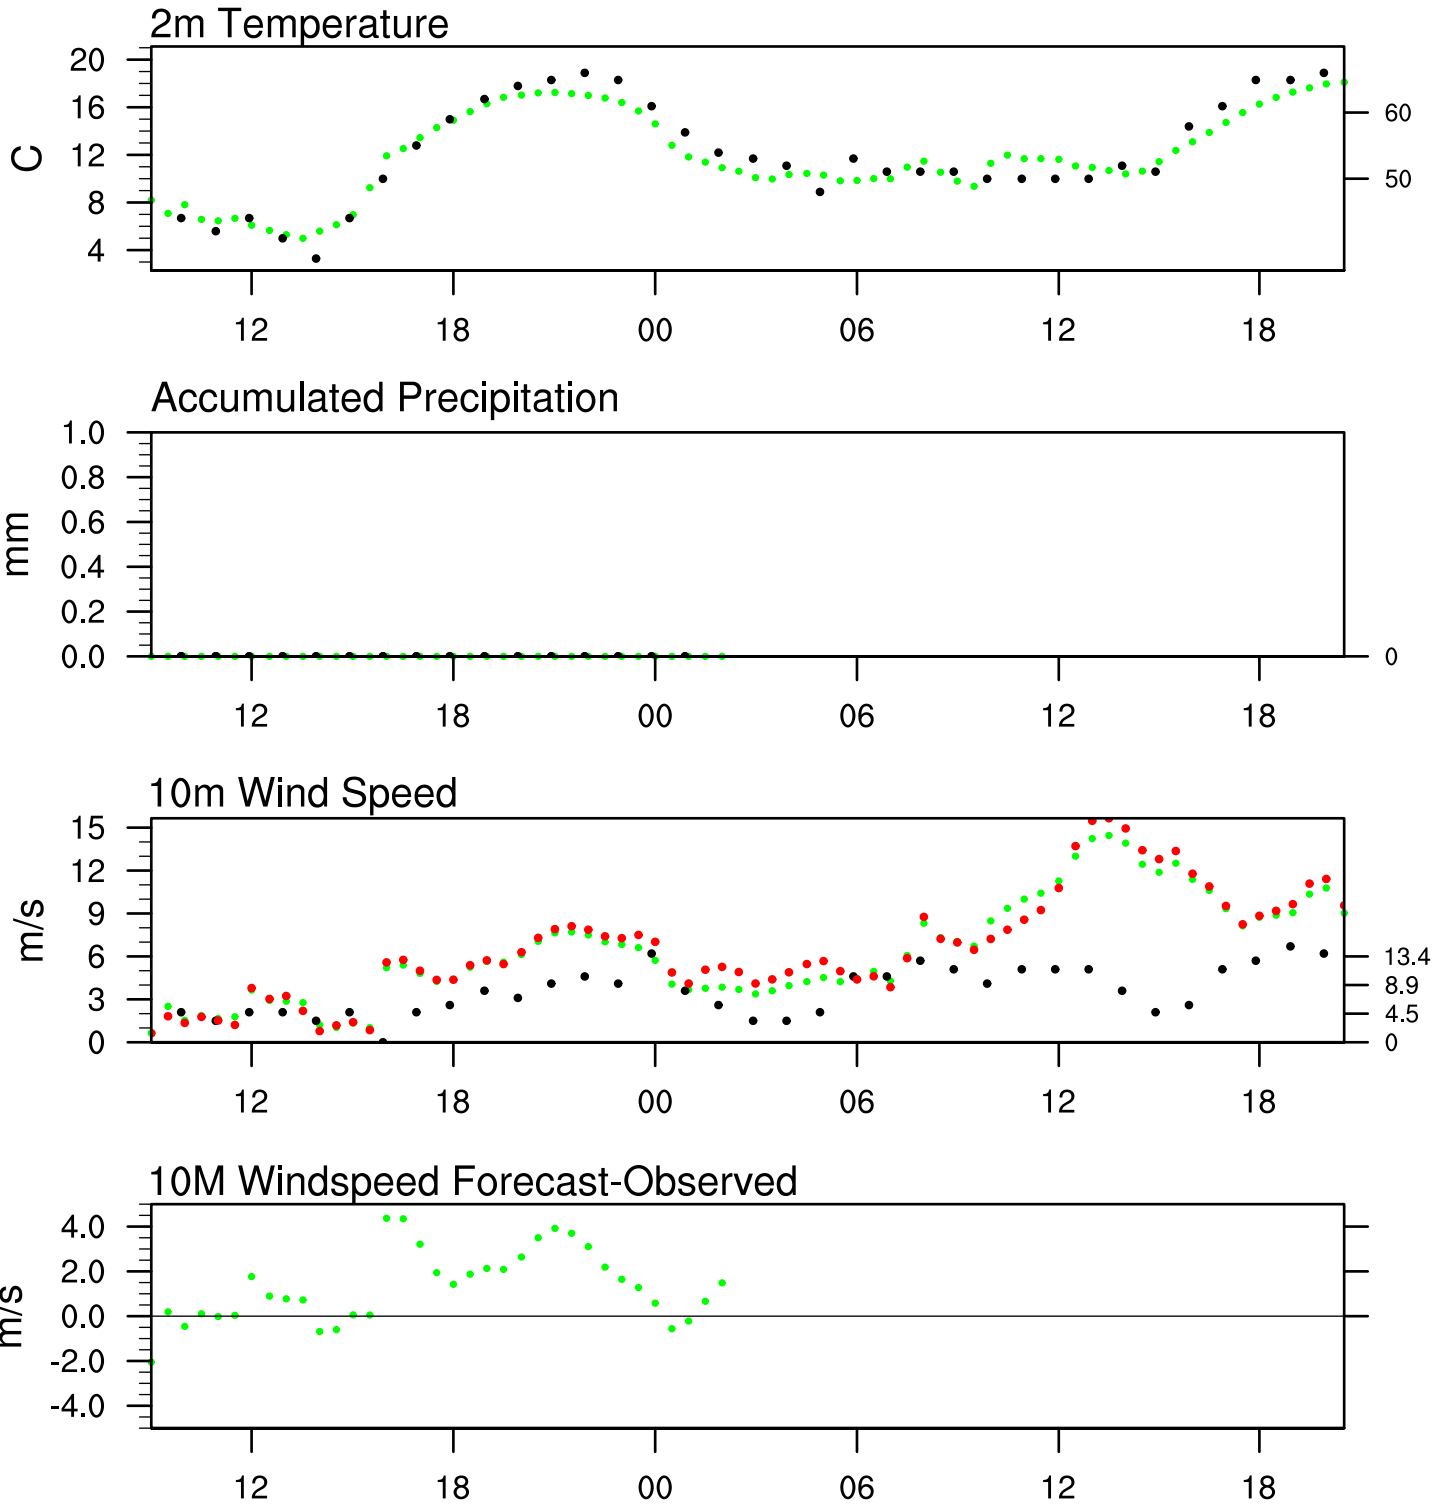 2m Temperature
20
16
12
8
4
C
60
50
12 18 00 06 12 18
Accumulated Precipitation
1.0
0.8
0.6
0.4
0.2
0.0
mm
0
12 18 00 06 12 18
10m Wind Speed
15
12
9
6
3
0
m/s
13.4
8.9
4.5
0
12 18 00 06 12 18
10M Windspeed Forecast-Observed
4.0
2.0
0.0
-2.0
-4.0
m/s
12 18 00 06 12 18